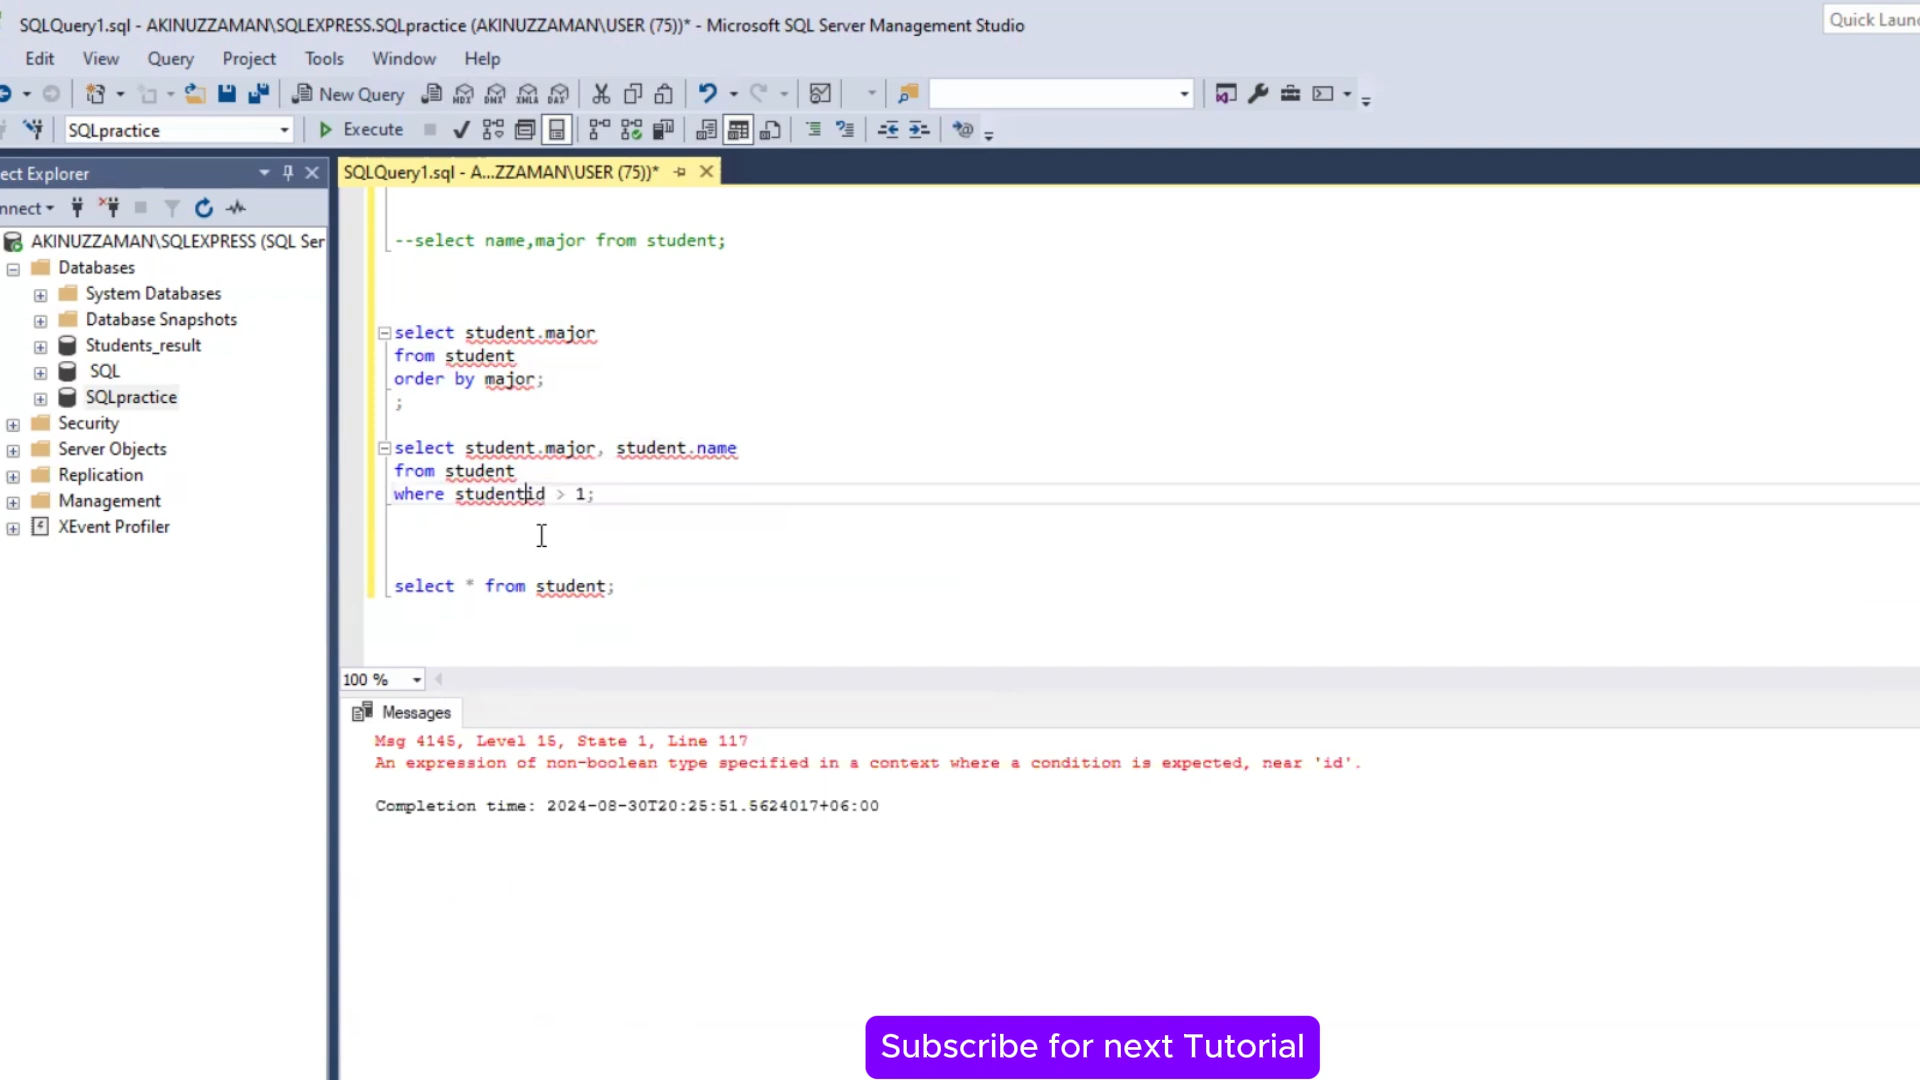 SQLQuery1.sql - AKINUZZAMAN\SQLEXPRESS.SQLpractice (AKINUZZAMAN\USER (75))* - Microsoft SQL Server Management Studio
Quick Laun
Edit View Query Project Tools Window Help
New Query MDX DMX XMLA DAX
SQLpractice Execute
ect Explorer
SQLQuery1.sql - A...ZZAMAN\USER (75))*
nnect
AKINUZZAMAN\SQLEXPRESS (SQL Ser
Databases
System Databases
Database Snapshots
Students_result
SQL
SQLpractice
Security
Server Objects
Replication
Management
XEvent Profiler
--select name,major from student;
select student.major
from student
order by major;
;
select student.major, student.name
from student
where studentid > 1;
select * from student;
100 %
Messages
Msg 4145, Level 15, State 1, Line 117
An expression of non-boolean type specified in a context where a condition is expected, near 'id'.
Completion time: 2024-08-30T20:25:51.5624017+06:00
Subscribe for next Tutorial